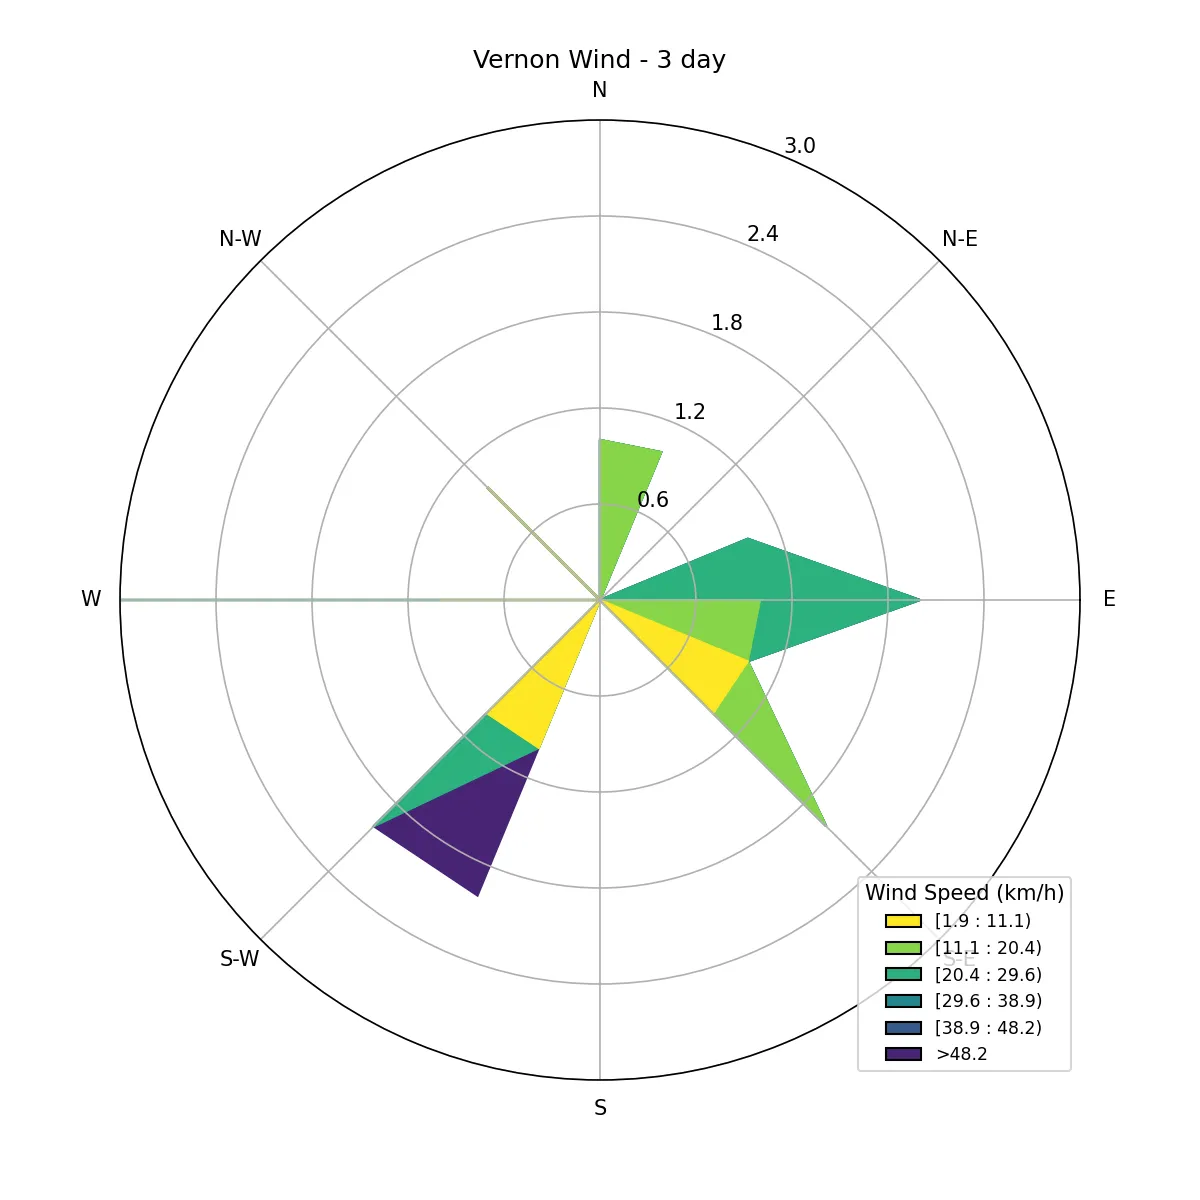 Vernon Wind - 3 day
N
3.0
N-W
2.4
N-E
1.8
1.2
0.6
W
E
Wind Speed (km/h)
[1.9 : 11.1)
[11.1 : 20.4)
S-W
S-E
[20.4 : 29.6)
[29.6 : 38.9)
[38.9 : 48.2)
>48.2
S